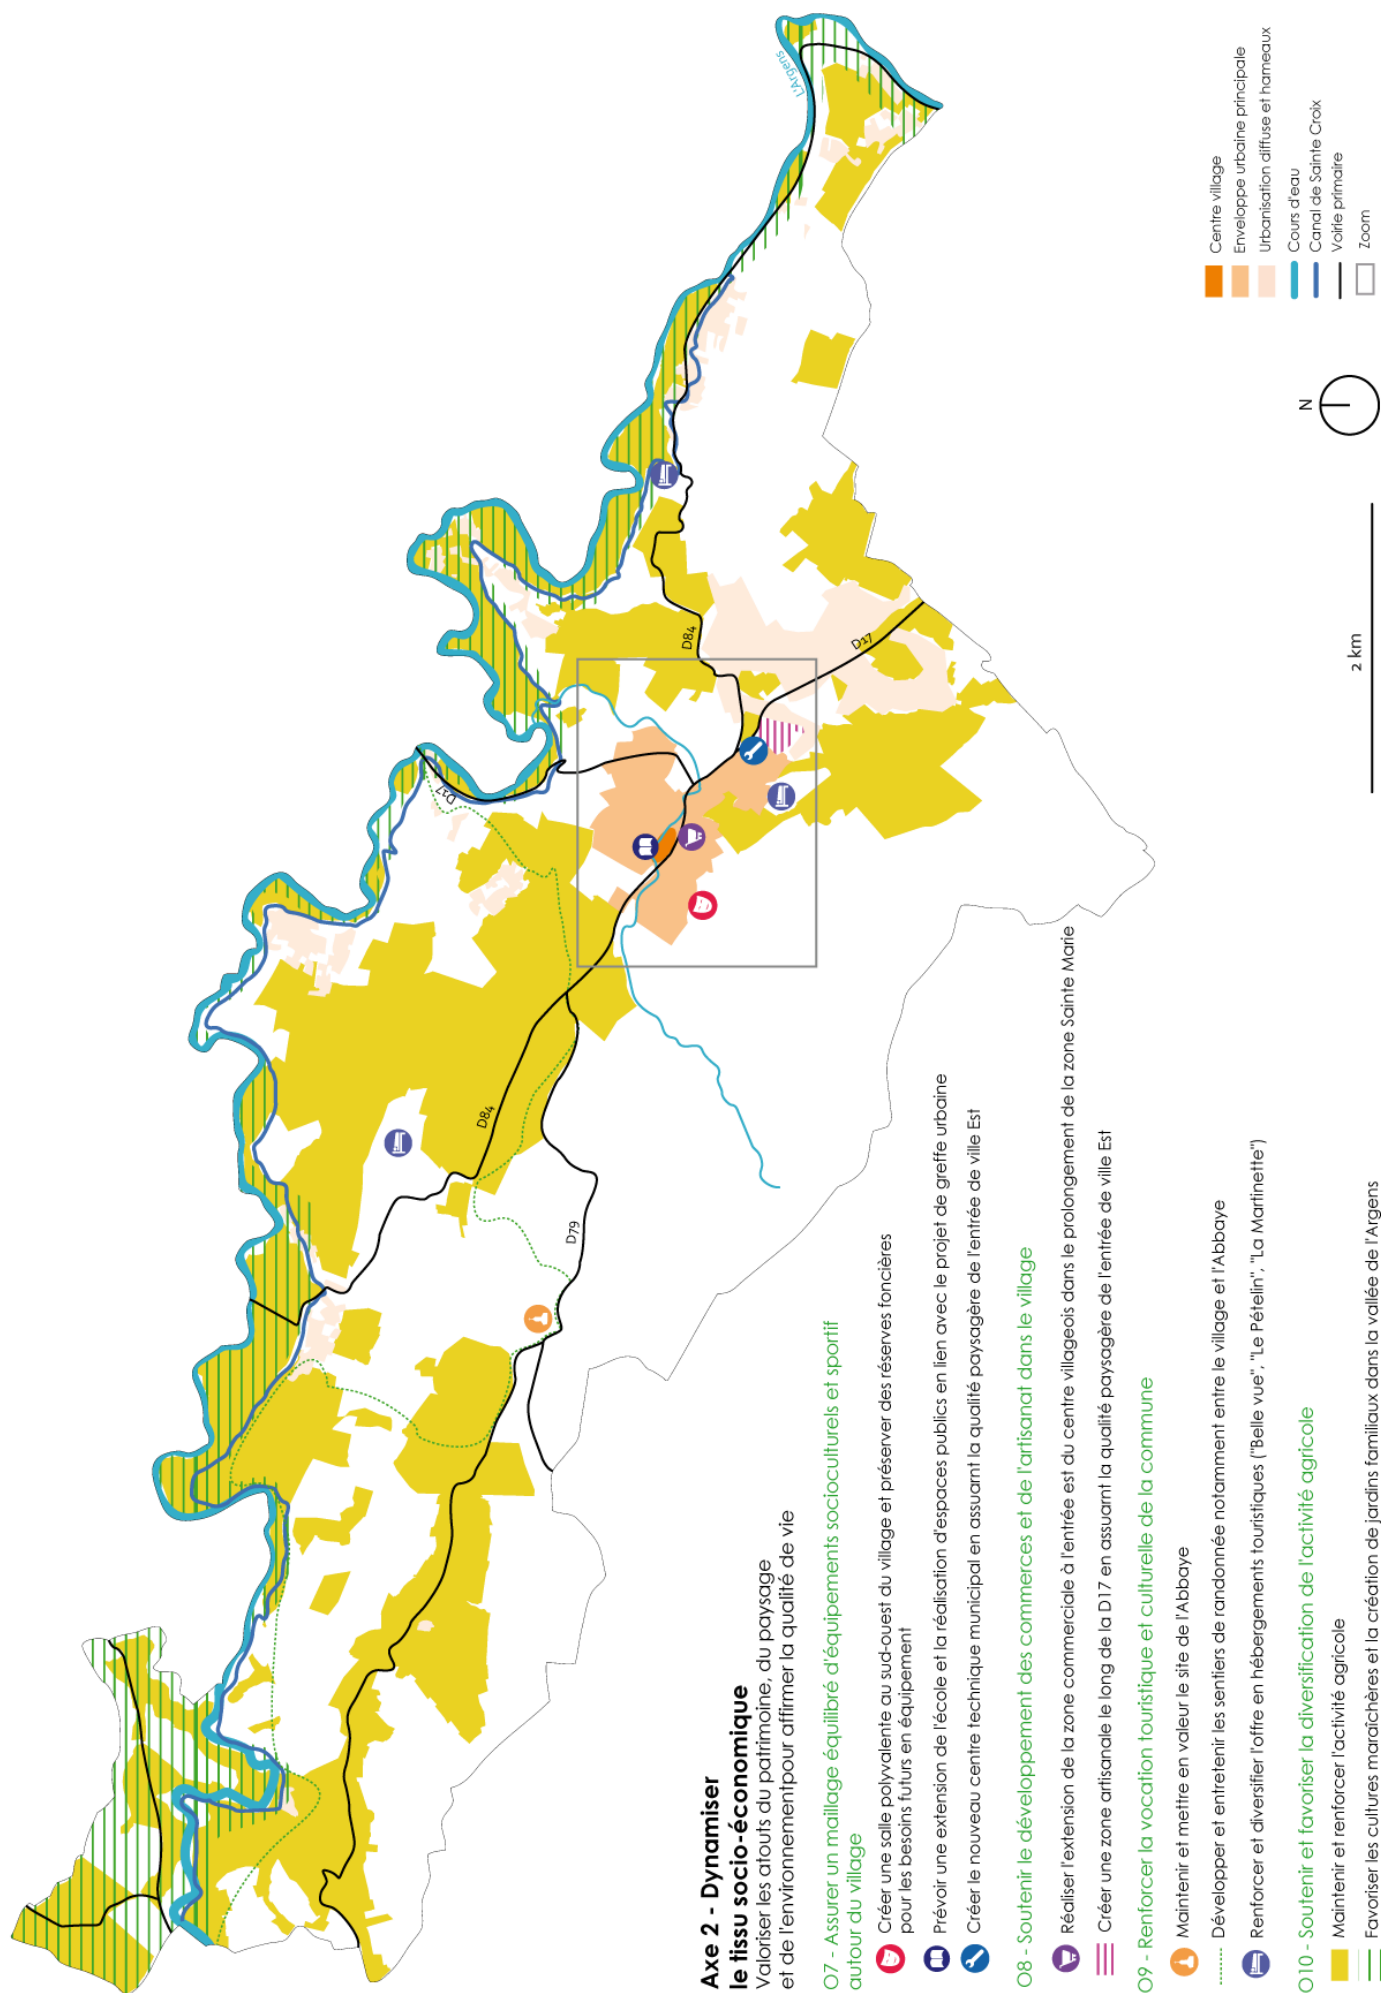 L'Argens
D84
D17
D17
D84
D79
Axe 2 - Dynamiser
le tissu socio-économique
Valoriser les atouts du patrimoine, du paysage
et de l'environnementpour affirmer la qualité de vie
O7 - Assurer un maillage équilibré d'équipements socioculturels et sportif
autour du village
Créer une salle polyvalente au sud-ouest du village et préserver des réserves foncières
pour les besoins futurs en équipement
Prévoir une extension de l'école et la réalisation d'espaces publics en lien avec le projet de greffe urbaine
Créer le nouveau centre technique municipal en assuant la qualité paysagère de l'entrée de ville Est
O8 - Soutenir le développement des commerces et de l'artisanat dans le village
Réaliser l'extension de la zone commerciale à l'entrée est du centre villageois dans le prolongement de la zone Sainte Marie
Créer une zone artisanale le long de la D17 en assuant la qualité paysagère de l'entrée de ville Est
O9 - Renforcer la vocation touristique et culturelle de la commune
Maintenir et mettre en valeur le site de l'Abbaye
Développer et entretenir les sentiers de randonnée notamment entre le village et l'Abbaye
Renforcer et diversifier l'offre en hébergements touristiques ("Belle vue", "Le Pételin", "La Martinette")
O10 - Soutenir et favoriser la diversification de l'activité agricole
Maintenir et renforcer l'activité agricole
Favoriser les cultures maraîchères et la création de jardins familiaux dans la vallée de l'Argens
2 km
N
Centre village
Enveloppe urbaine principale
Urbanisation diffuse et hameaux
Cours d'eau
Canal de Sainte Croix
Voirie primaire
Zoom